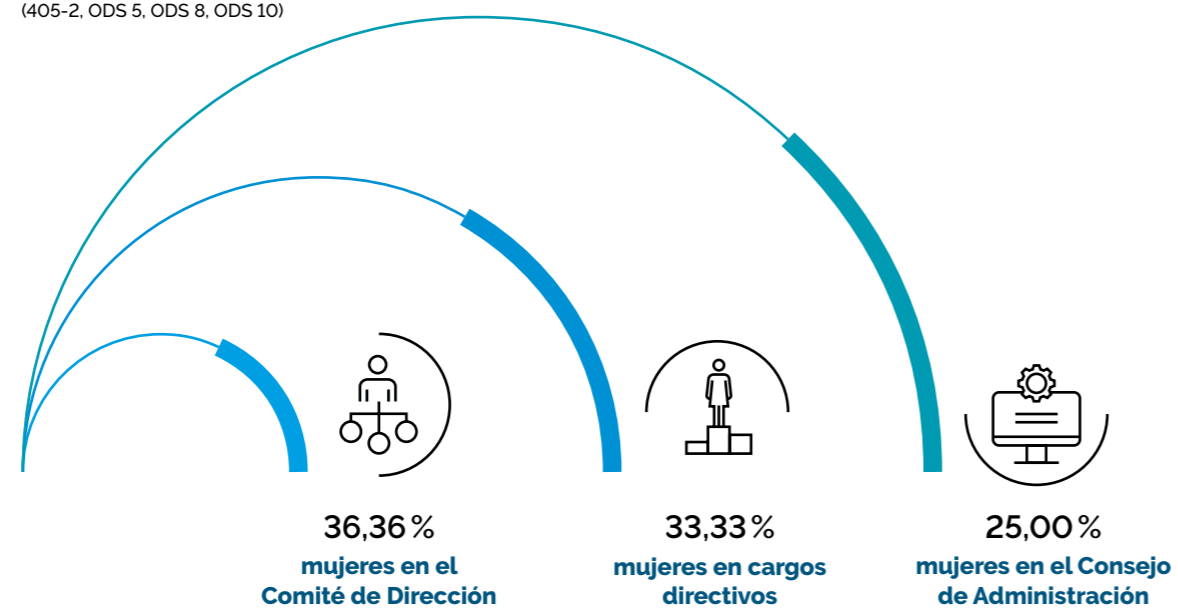 (405-2, ODS 5, ODS 8, ODS 10)
36,36 %
mujeres en el
Comité de Dirección
33,33 %
mujeres en cargos
directivos
25,00 %
mujeres en el Consejo
de Administración